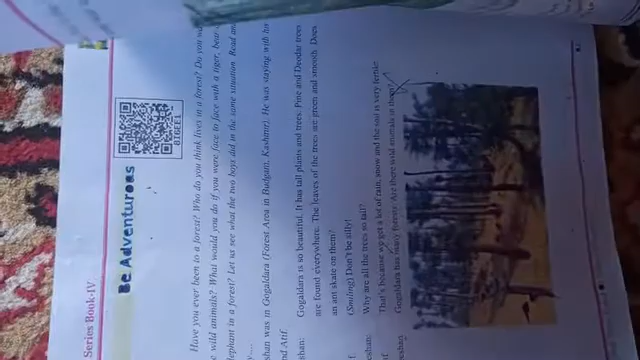 Series Book-IV
Be Adventurous
816EE1
Have you ever been to a forest? Who do you think lives in a forest? Do you
wild animals? What would you do if you were face to face with a tiger, bear
elephant in a forest? Let us see what the two boys did in the same situation. Read
was in Gogaldara (Forest Area in Budgam, Kashmir). He was staying with his
Atif
Gogaldara is so beautiful. It has tall plants and trees. Pine and Deodar trees
are found everywhere. The leaves of the trees are green and smooth. Does
an ant skate on them?
(Smiling) Don't be silly!
Why are all the trees so tall?
That's because we get a lot of rain, snow and the soil is very fertile
Gogaldara has many forests. Are there wild animals in them?